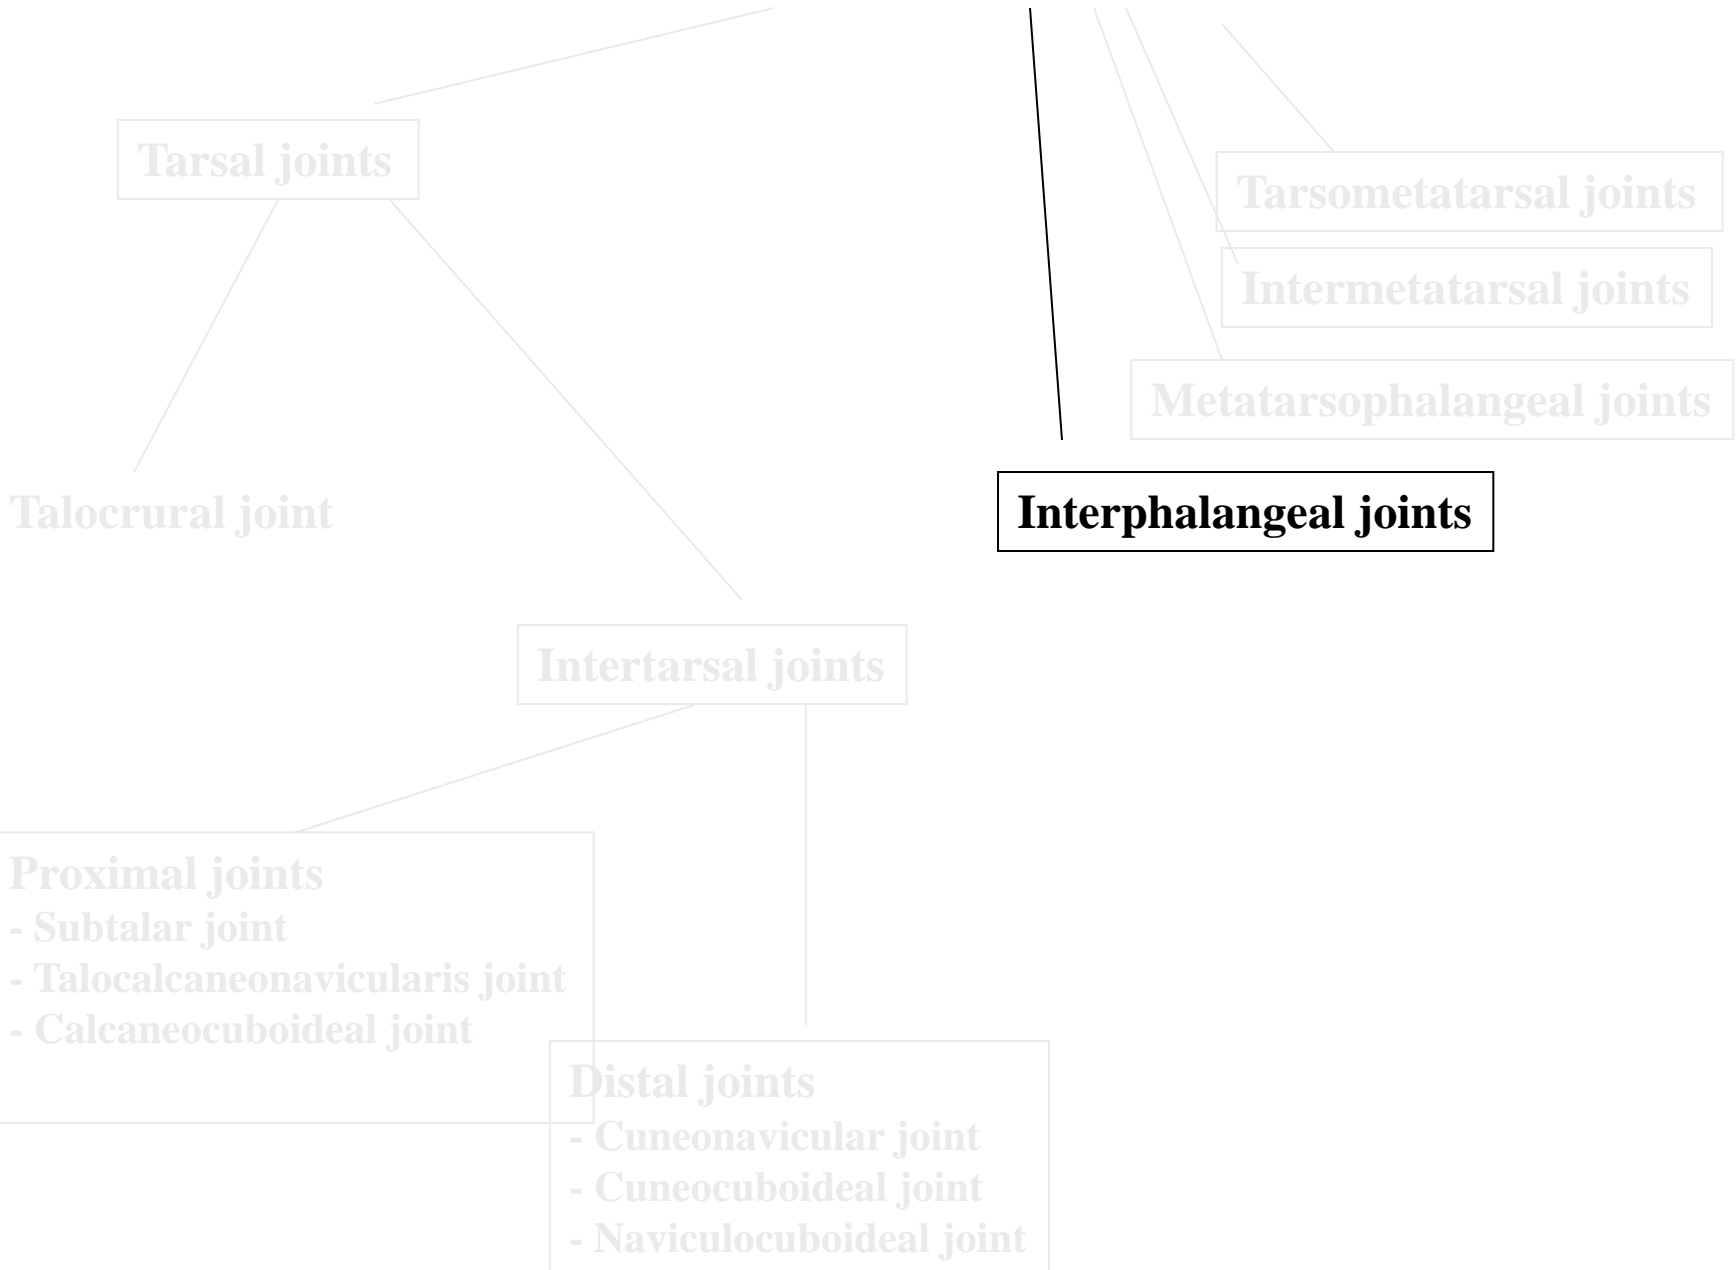 Tarsal joints
Tarsometatarsal joints
Intermetatarsal joints
Metatarsophalangeal joints
Talocrural joint
Interphalangeal joints
Intertarsal joints
Proximal joints
- Subtalar joint
- Talocalcaneonavicularis joint
- Calcaneocuboideal joint
Distal joints
- Cuneonavicular joint
- Cuneocuboideal joint
- Naviculocuboideal joint